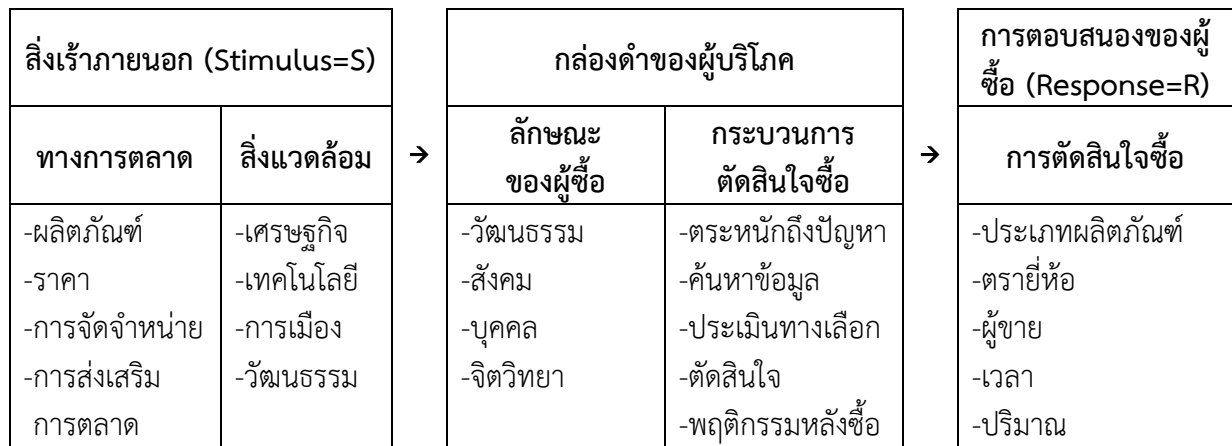 สิ่งเร้าภายนอก (Stimulus=S)
ทางการตลาด
สิ่งแวดล้อม
-ผลิตภัณฑ์
-ราคา
-การจัดจำหน่าย
-การส่งเสริม
การตลาด
-เศรษฐกิจ
-เทคโนโลยี
-การเมือง
-วัฒนธรรม
→
กล่องดำของผู้บริโภค
ลักษณะ
ของผู้ซื้อ
กระบวนการ
ตัดสินใจซื้อ
-วัฒนธรรม
-สังคม
-บุคคล
-จิตวิทยา
-ตระหนักถึงปัญหา
-ค้นหาข้อมูล
-ประเมินทางเลือก
-ตัดสินใจ
-พฤติกรรมหลังซื้อ
→
การตอบสนองของผู้
ซื้อ (Response=R)
การตัดสินใจซื้อ
-ประเภทผลิตภัณฑ์
-ตรายี่ห้อ
-ผู้ขาย
-เวลา
-ปริมาณ